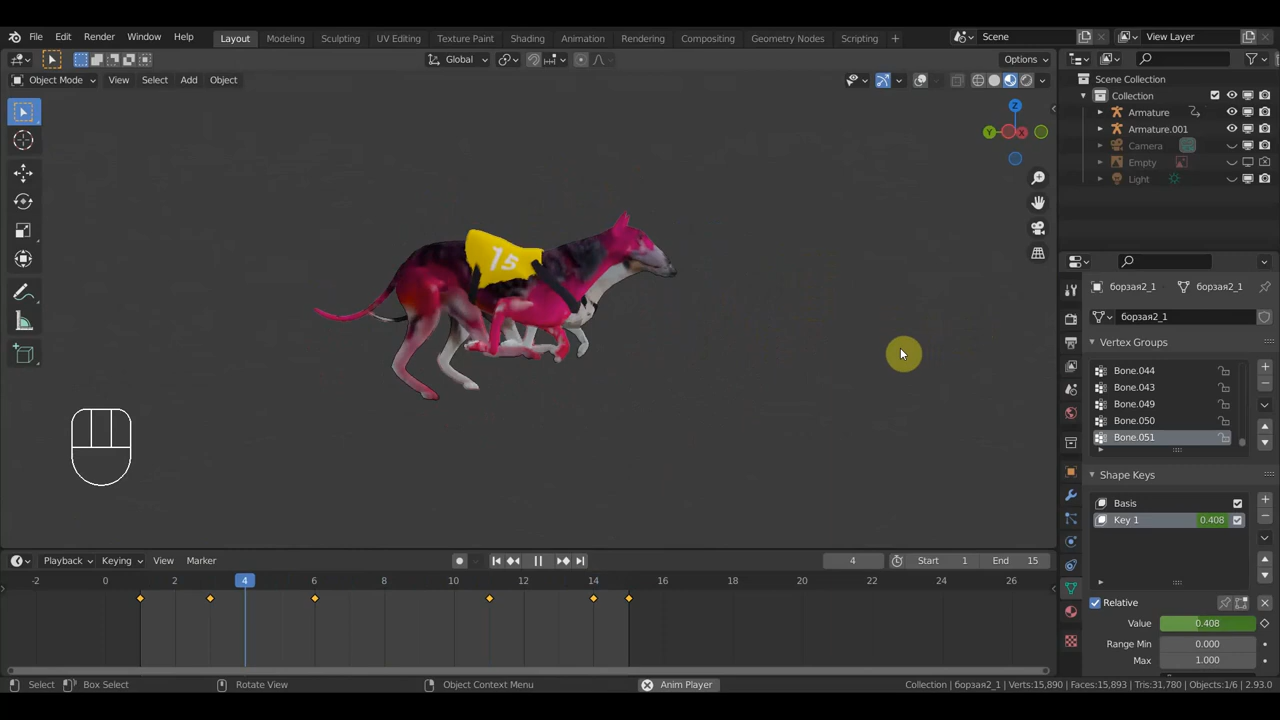 File Edit Render Window Help Layout Modeling Sculpting UV Editing Texture Paint Shading Animation Rendering Compositing Geometry Nodes Scripting + Scene View Layer
Global Options
Object Mode View Select Add Object
Scene Collection
Collection
Armature
Armature.001
Camera
Empty
Light
Z
Y
X
15
борзая2_1 борзая2_1
борзая2_1
Vertex Groups
Bone.044
Bone.043
Bone.049
Bone.050
Bone.051
Shape Keys
Basis
Key 1 0.408
Relative
Value 0.408
Range Min 0.000
Max 1.000
Playback Keying View Marker 4 Start 1 End 15
-2 0 2 4 6 8 10 12 14 16 18 20 22 24 26
Select Box Select Rotate View Object Context Menu Anim Player Collection | борзая2_1 | Verts:15,890 | Faces:15,893 | Tris:31,780 | Objects:1/6 | 2.93.0